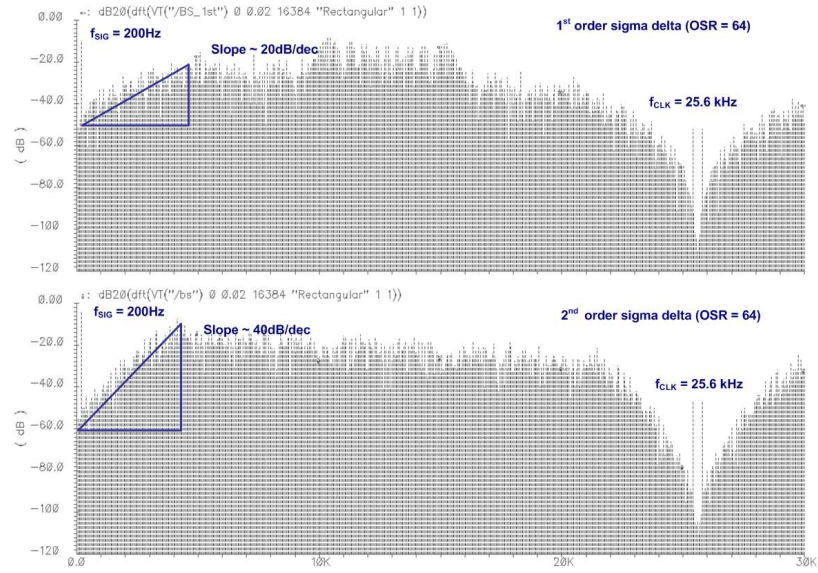 ←: dB20(dft(VT("/BS_1st") 0 0.02 16384 "Rectangular" 1 1))
0.00
f_SIG = 200Hz
1st order sigma delta (OSR = 64)
Slope ~ 20dB/dec
-20.0
f_CLK = 25.6 kHz
-40.0
-60.0
( dB )
-80.0
-100
-120
↓: dB20(dft(VT("/bs") 0 0.02 16384 "Rectangular" 1 1))
0.00
f_SIG = 200Hz
2nd order sigma delta (OSR = 64)
Slope ~ 40dB/dec
-20.0
f_CLK = 25.6 kHz
-40.0
-60.0
( dB )
-80.0
-100
-120
0.0 10K 20K 30K